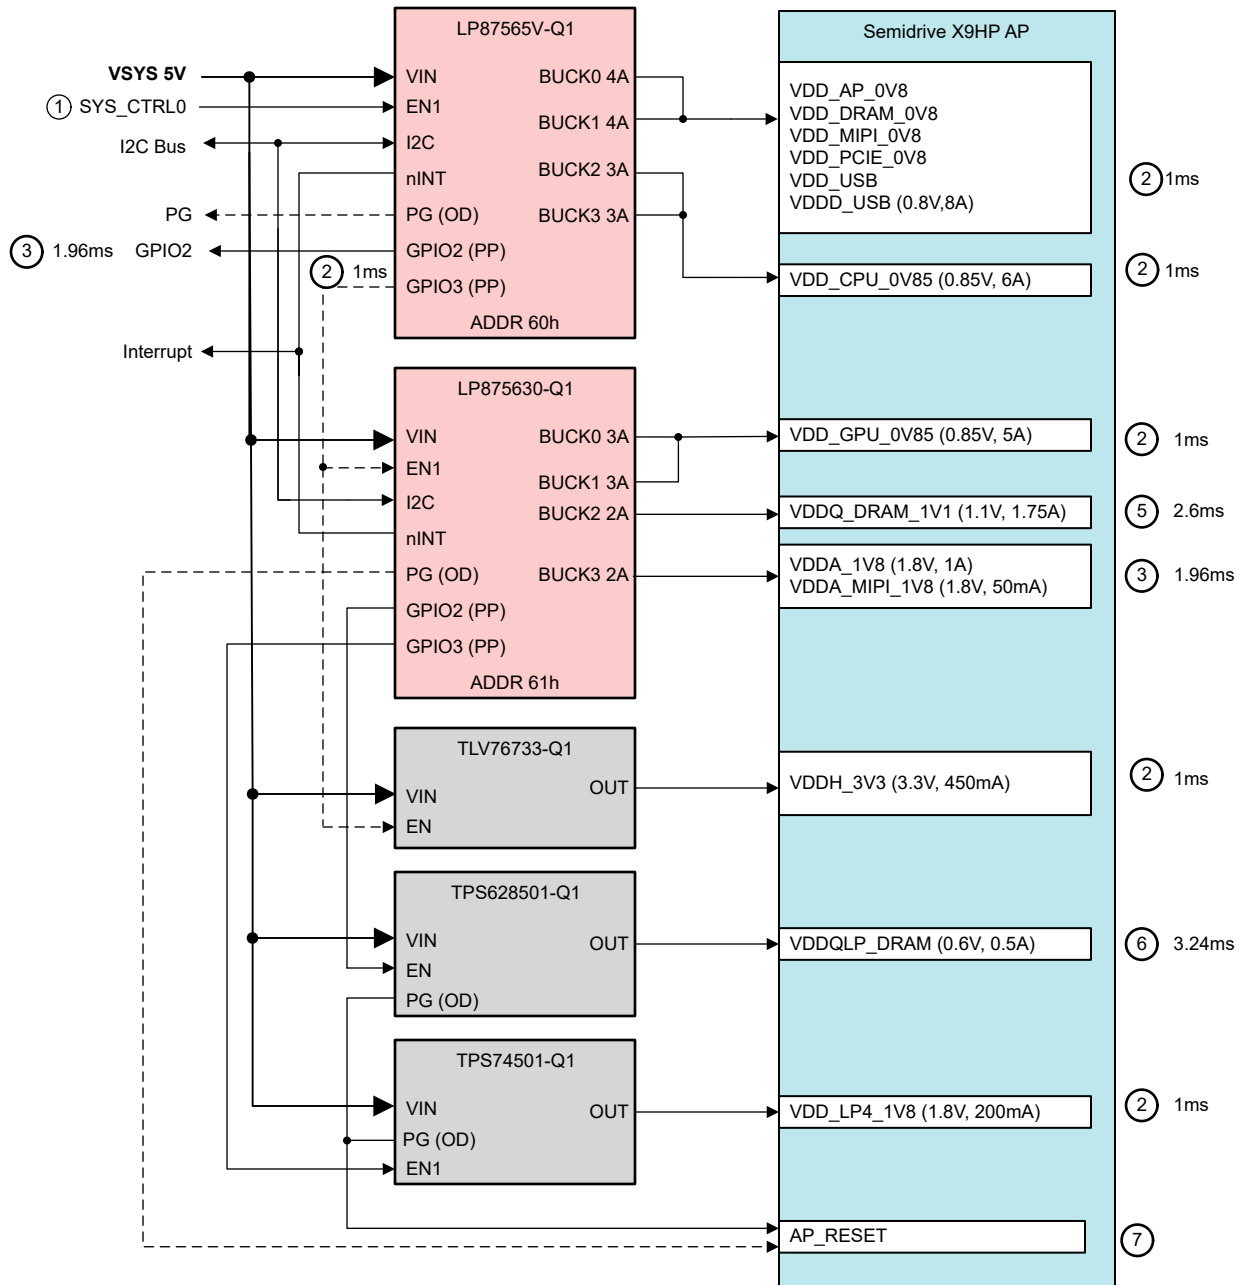 LP87565V-Q1
Semidrive X9HP AP
VSYS 5V
VIN
BUCK0 4A
1 SYS_CTRL0
EN1
BUCK1 4A
I2C Bus
I2C
nINT
BUCK2 3A
PG
PG (OD)
BUCK3 3A
3 1.96ms GPIO2
GPIO2 (PP)
2 1ms
GPIO3 (PP)
ADDR 60h
VDD_AP_0V8
VDD_DRAM_0V8
VDD_MIPI_0V8
VDD_PCIE_0V8
VDD_USB
VDDD_USB (0.8V,8A)
2 1ms
VDD_CPU_0V85 (0.85V, 6A)
2 1ms
Interrupt
LP875630-Q1
VIN
BUCK0 3A
EN1
BUCK1 3A
I2C
BUCK2 2A
nINT
PG (OD)
BUCK3 2A
GPIO2 (PP)
GPIO3 (PP)
ADDR 61h
VDD_GPU_0V85 (0.85V, 5A)
2 1ms
VDDQ_DRAM_1V1 (1.1V, 1.75A)
5 2.6ms
VDDA_1V8 (1.8V, 1A)
VDDA_MIPI_1V8 (1.8V, 50mA)
3 1.96ms
TLV76733-Q1
VIN
OUT
EN
VDDH_3V3 (3.3V, 450mA)
2 1ms
TPS628501-Q1
VIN
OUT
EN
PG (OD)
VDDQLP_DRAM (0.6V, 0.5A)
6 3.24ms
TPS74501-Q1
VIN
OUT
PG (OD)
EN1
VDD_LP4_1V8 (1.8V, 200mA)
2 1ms
AP_RESET
7